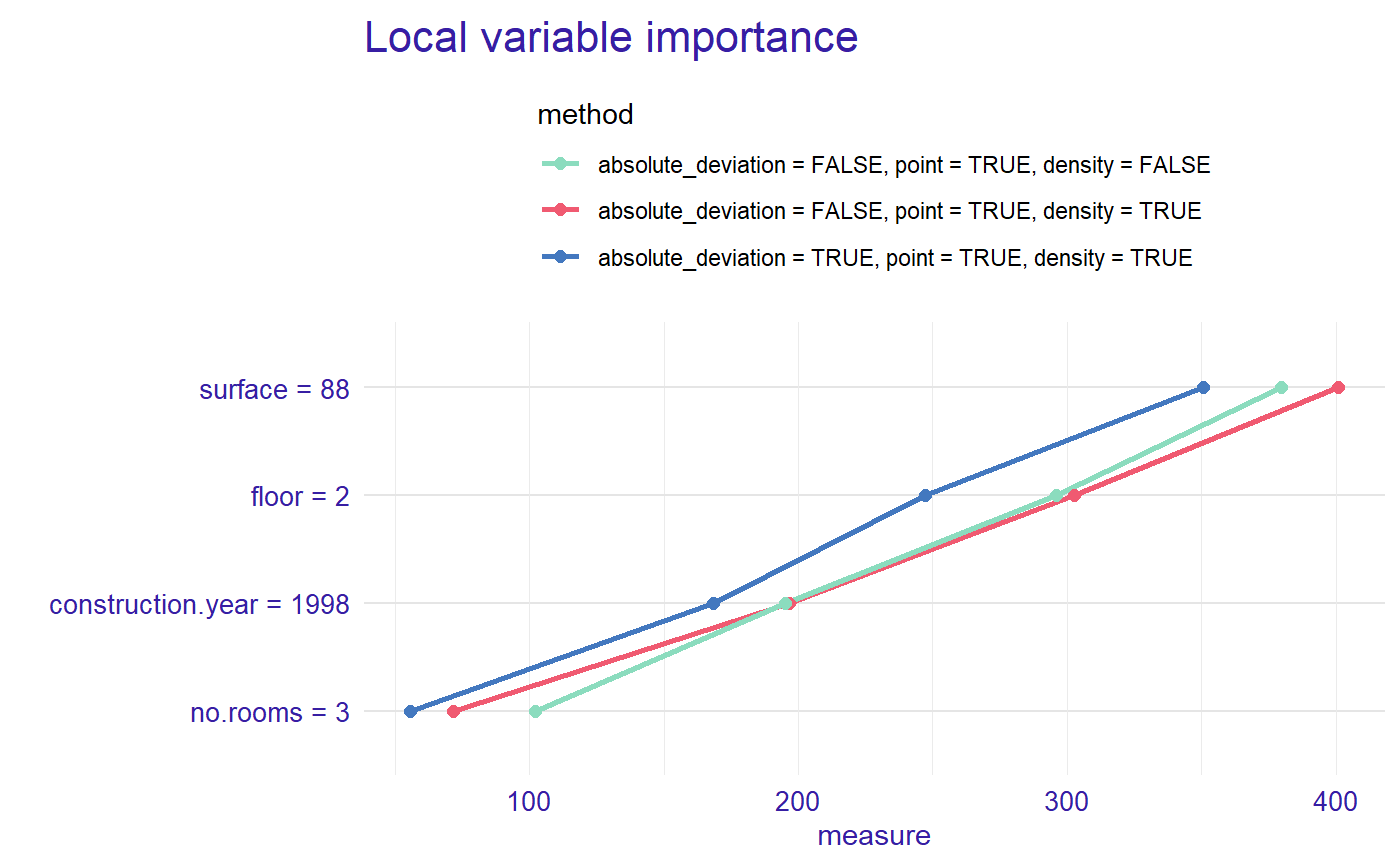 Local variable importance
method
absolute_deviation = FALSE, point = TRUE, density = FALSE
absolute_deviation = FALSE, point = TRUE, density = TRUE
absolute_deviation = TRUE, point = TRUE, density = TRUE
surface = 88
floor = 2
construction.year = 1998
no.rooms = 3
100 200 300 400
measure